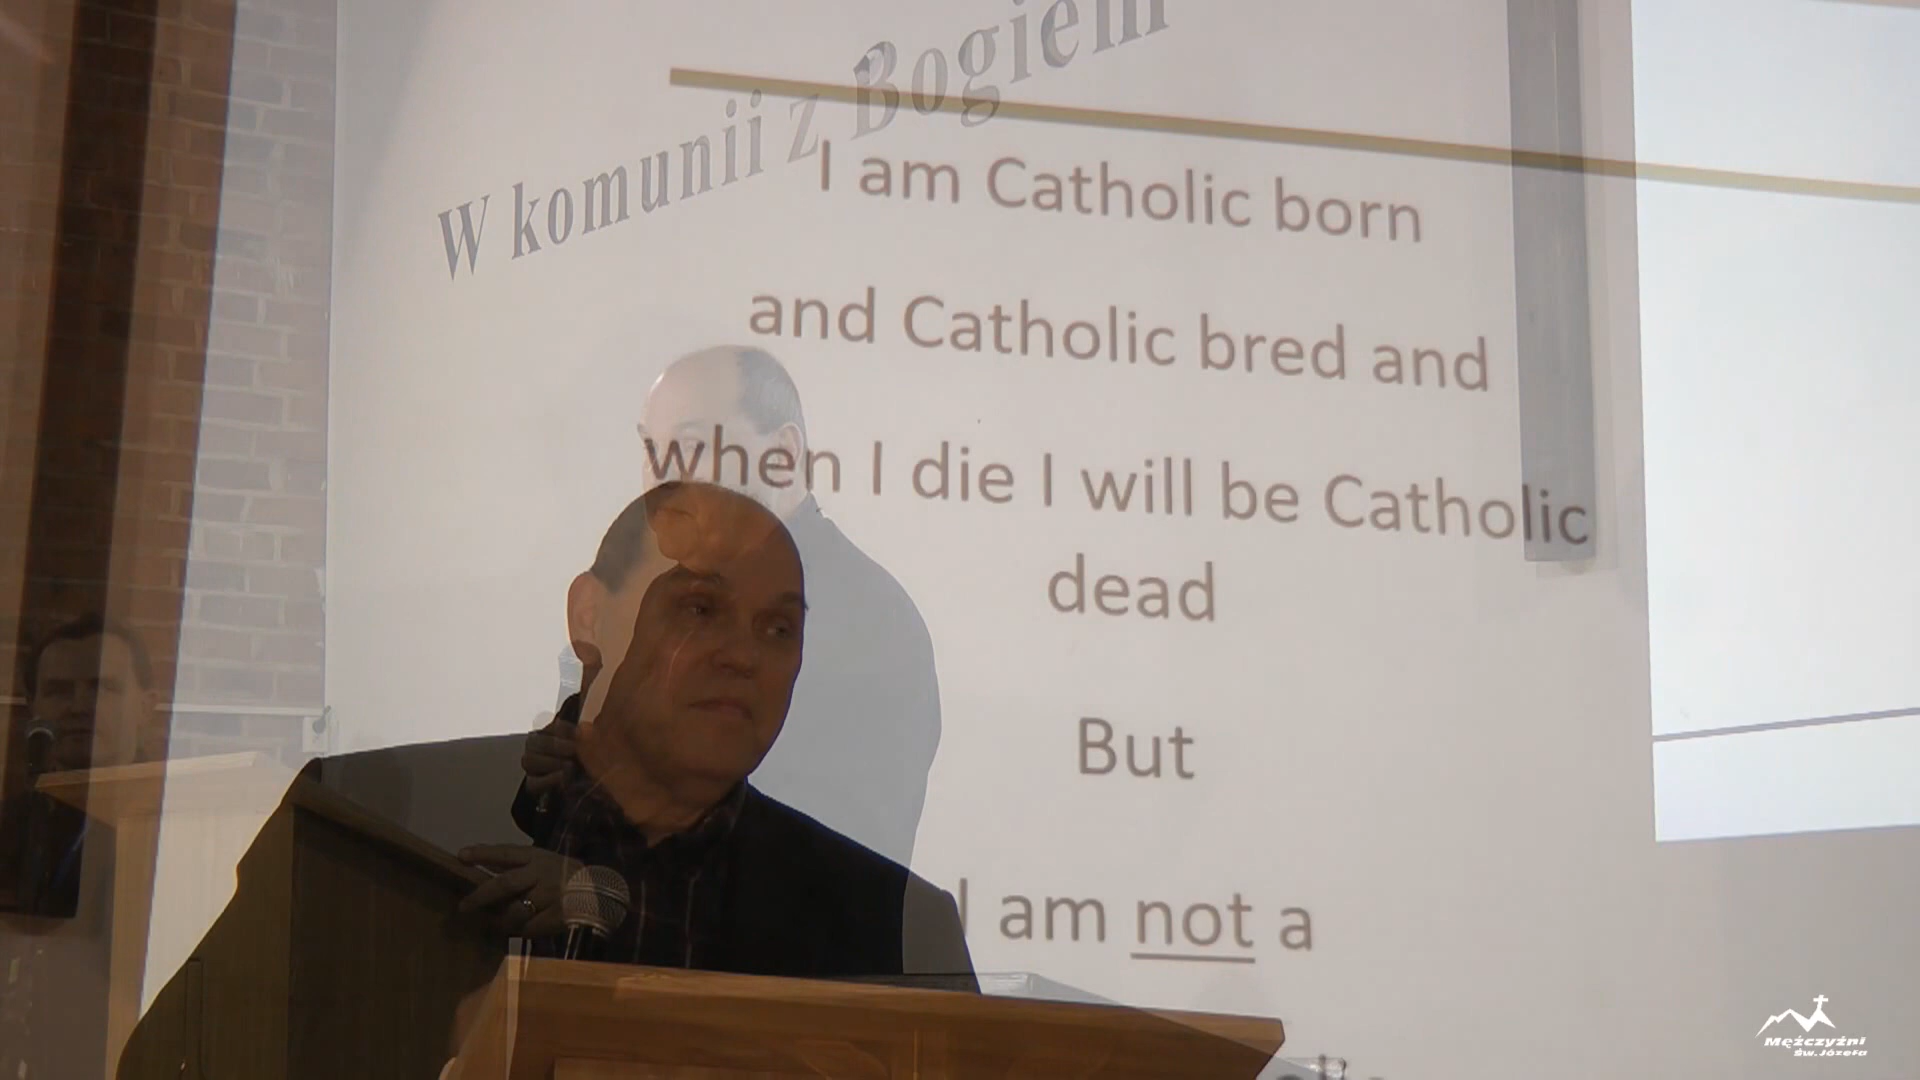 W komunii z Bogiem
I am Catholic born
and Catholic bred and
when I die I will be Catholic
dead
But
I am not a
Mężczyźni
Św. Józefa